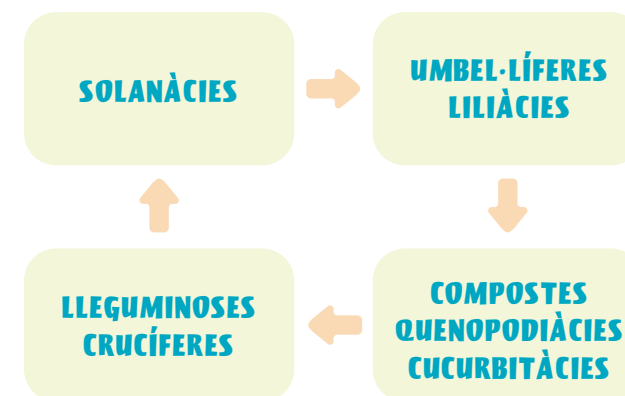 SOLANÀCIES
UMBEL·LÍFERES
LILIÀCIES
LLEGUMINOSES
CRUCÍFERES
COMPOSTES
QUENOPODIÀCIES
CUCURBITÀCIES